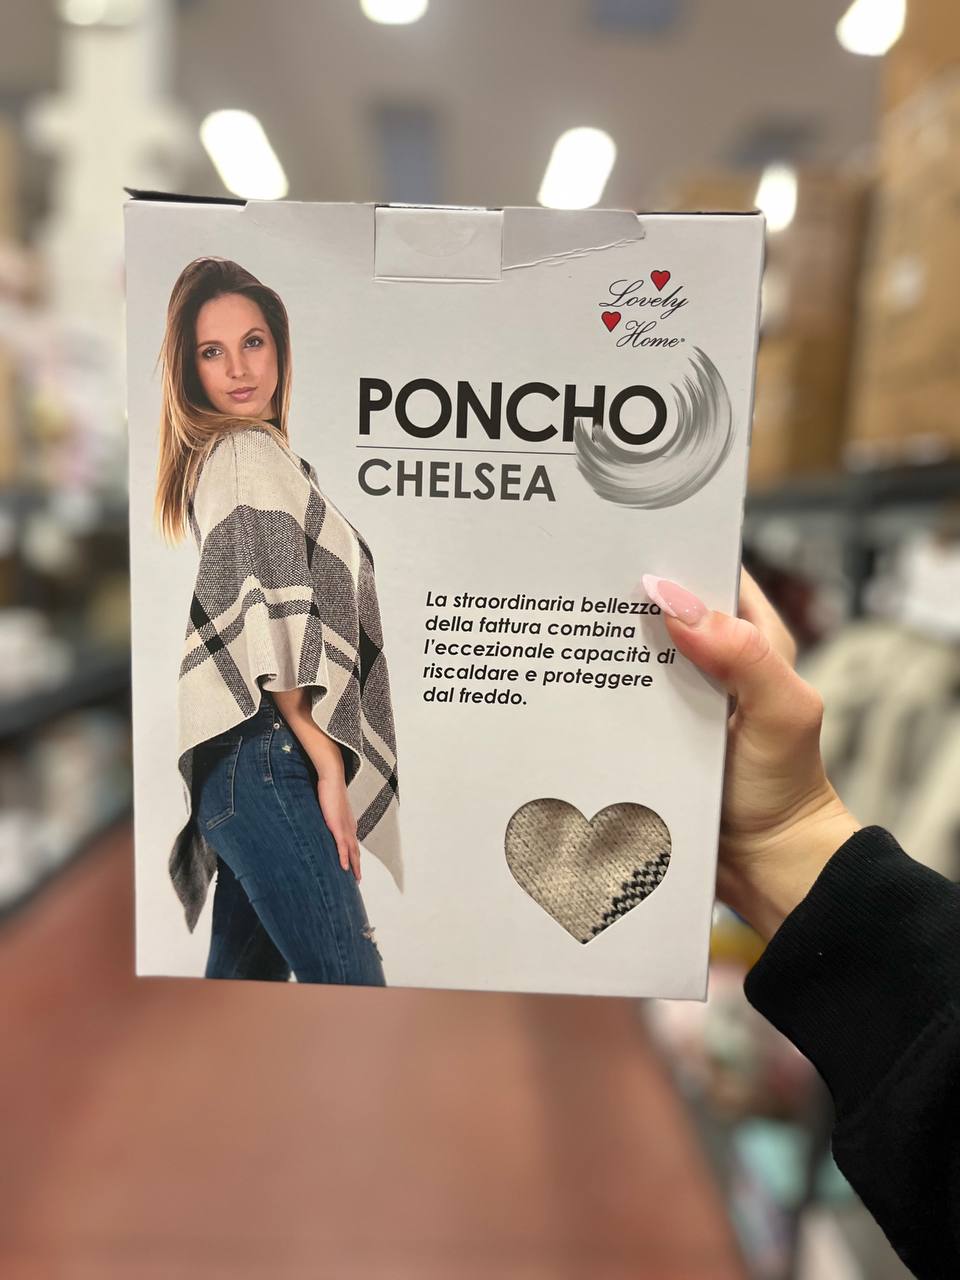 Lovely
Home
PONCHO
CHELSEA
La straordinaria bellezza
della fattura combina
l'eccezionale capacità di
riscaldare e proteggere
dal freddo.